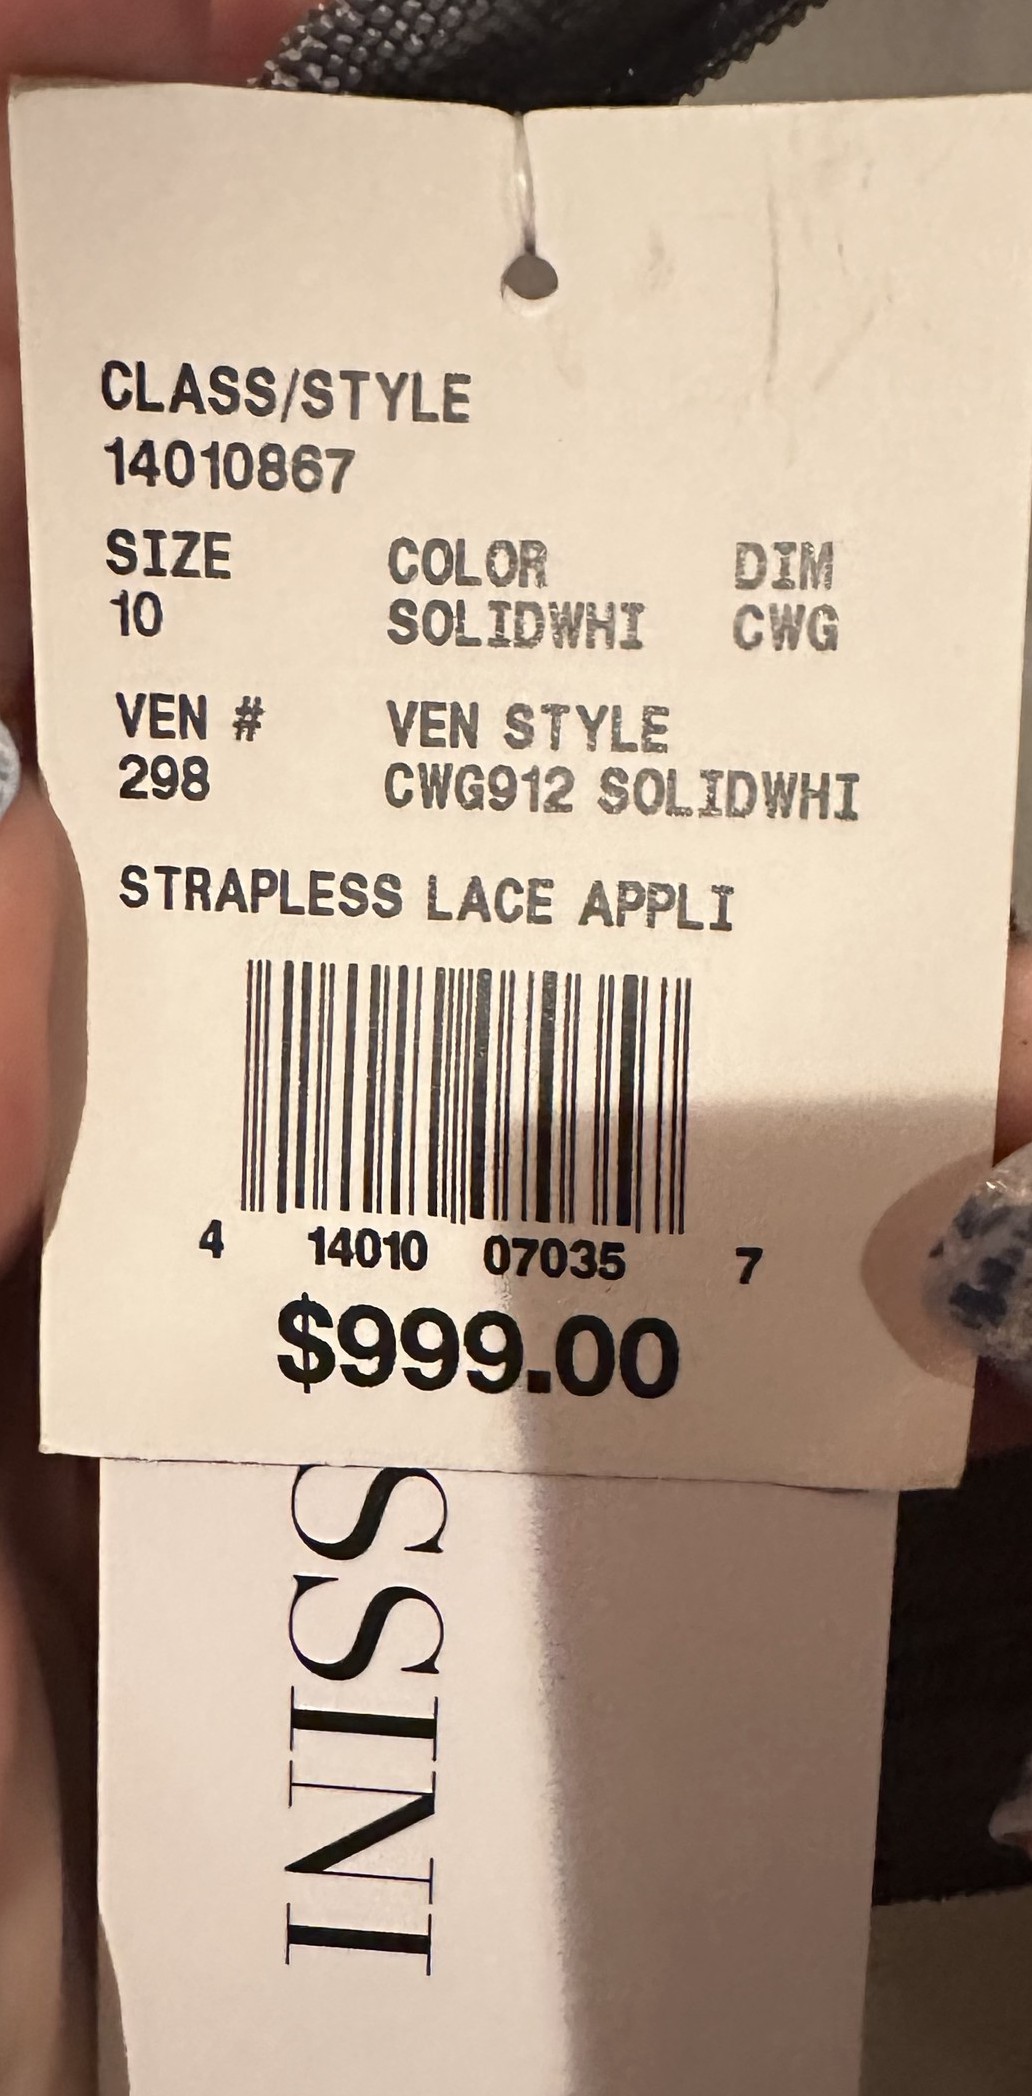 CLASS/STYLE
14010867
SIZE COLOR DIM
10 SOLIDWHI CWG
VEN # VEN STYLE
298 CWG912 SOLIDWHI
STRAPLESS LACE APPLI
4 14010 07035 7
$999.00
SSINI